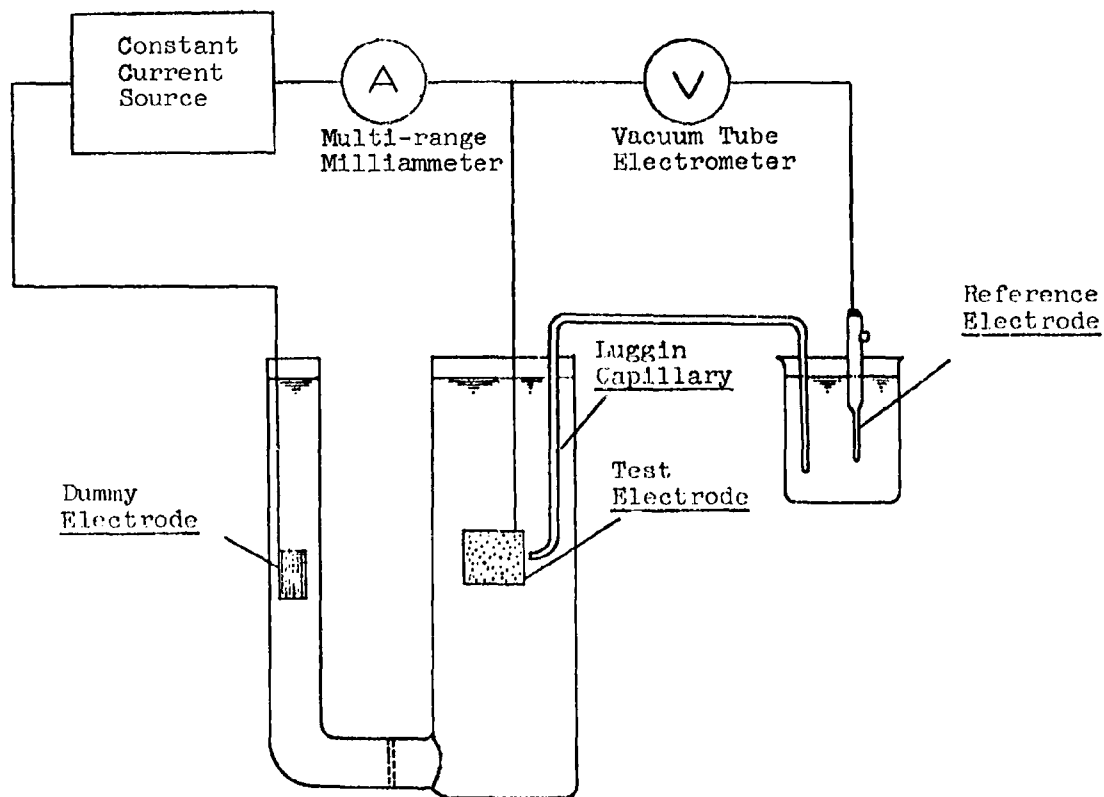 Constant
Current
Source
A
Multi-range
Milliammeter
V
Vacuum Tube
Electrometer
Reference
Electrode
Luggin
Capillary
Test
Electrode
Dummy
Electrode